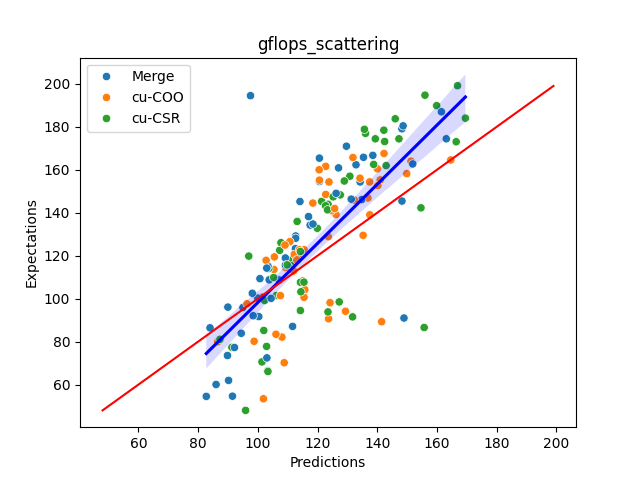 gflops_scattering
Merge
cu-COO
cu-CSR
200
180
160
140
120
100
80
60
Expectations
60 80 100 120 140 160 180 200
Predictions